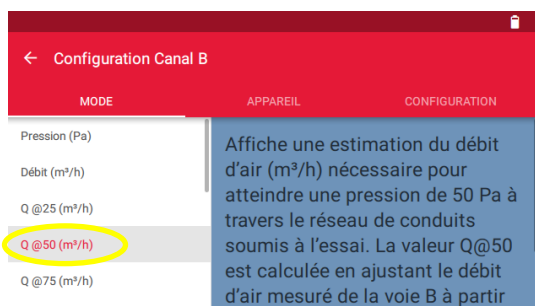 ← Configuration Canal B
MODE
APPAREIL
CONFIGURATION
Pression (Pa)
Débit (m³/h)
Q @25 (m³/h)
Q @50 (m³/h)
Q @75 (m³/h)
Affiche une estimation du débit
d'air (m³/h) nécessaire pour
atteindre une pression de 50 Pa à
travers le réseau de conduits
soumis à l'essai. La valeur Q@50
est calculée en ajustant le débit
d'air mesuré de la voie B à partir